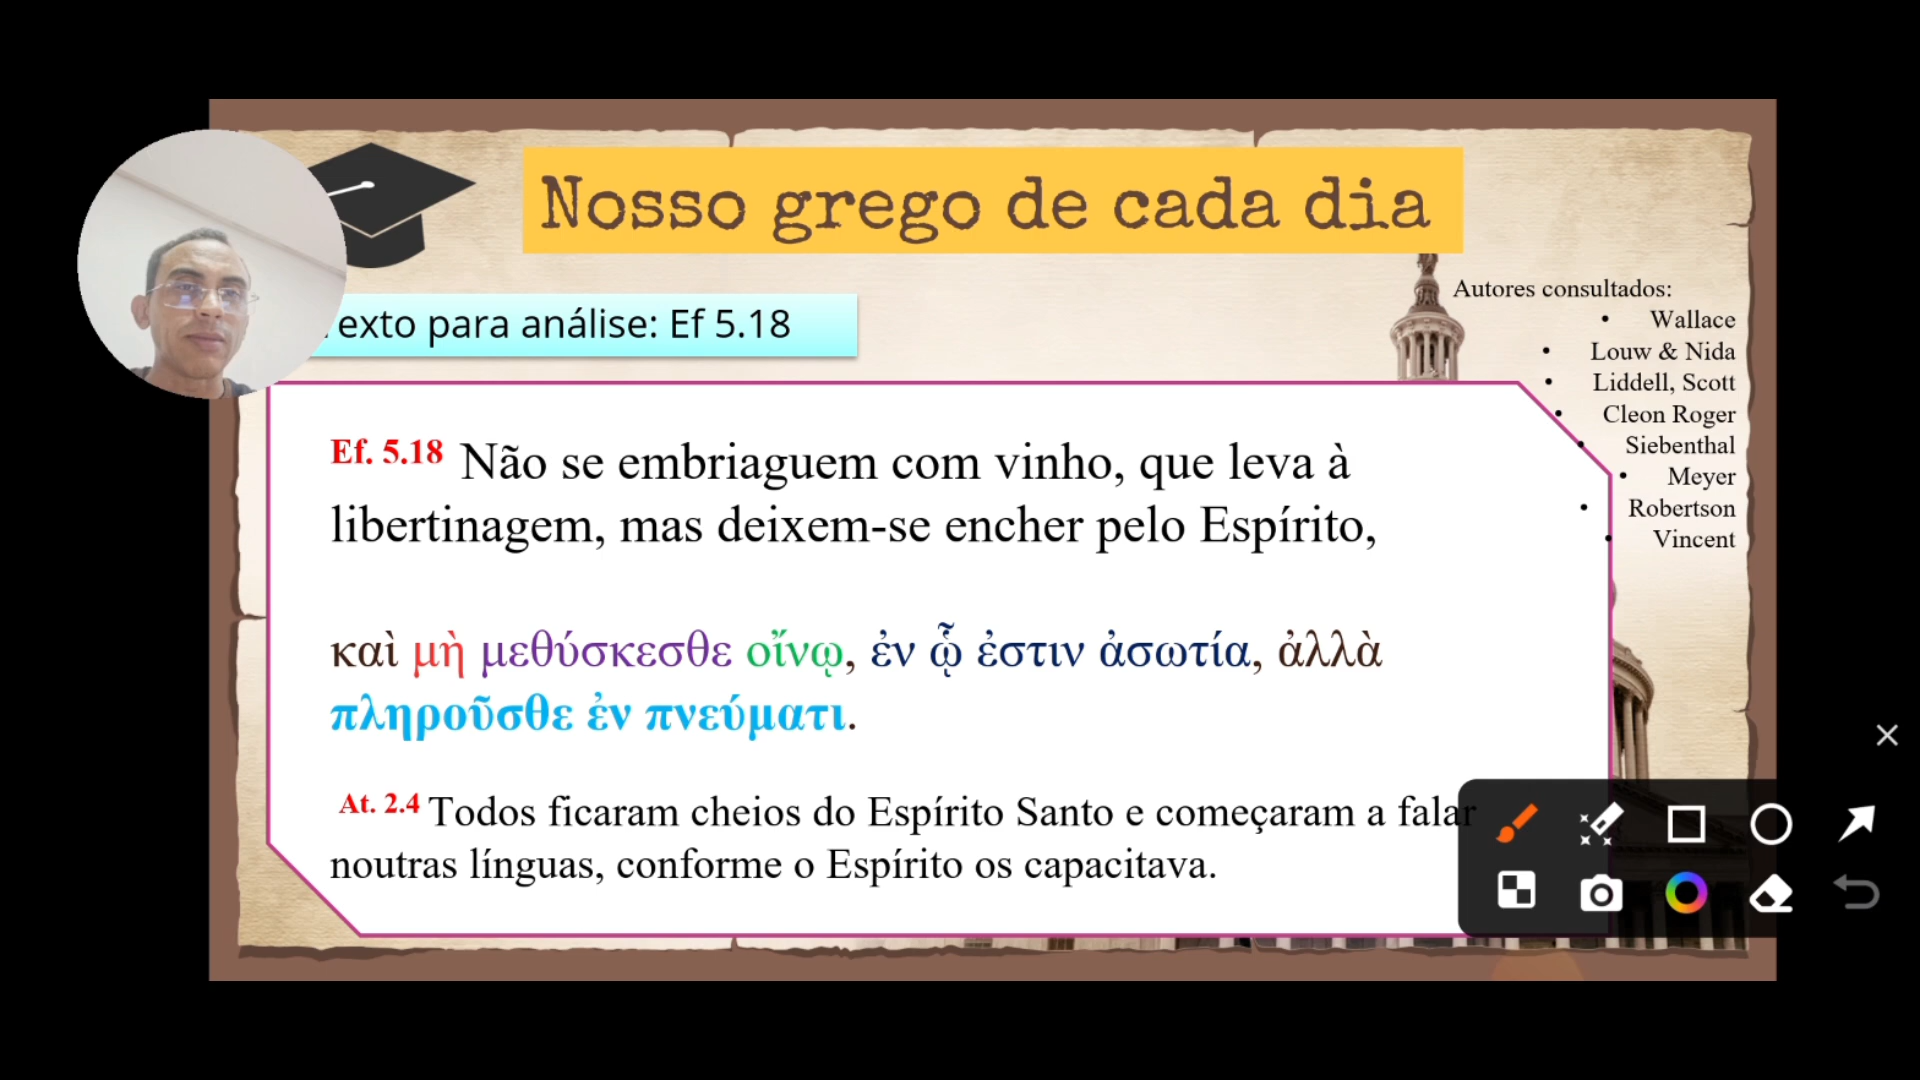 Nosso grego de cada dia
exto para análise: Ef 5.18
Autores consultados:
• Wallace
• Louw & Nida
• Liddell, Scott
• Cleon Roger
• Siebenthal
• Meyer
• Robertson
• Vincent
Ef. 5.18 Não se embriaguem com vinho, que leva à
libertinagem, mas deixem-se encher pelo Espírito,
καὶ μὴ μεθύσκεσθε οἴνῳ, ἐν ᾧ ἐστιν ἀσωτία, ἀλλὰ
πληροῦσθε ἐν πνεύματι.
At. 2.4 Todos ficaram cheios do Espírito Santo e começaram a falar
noutras línguas, conforme o Espírito os capacitava.